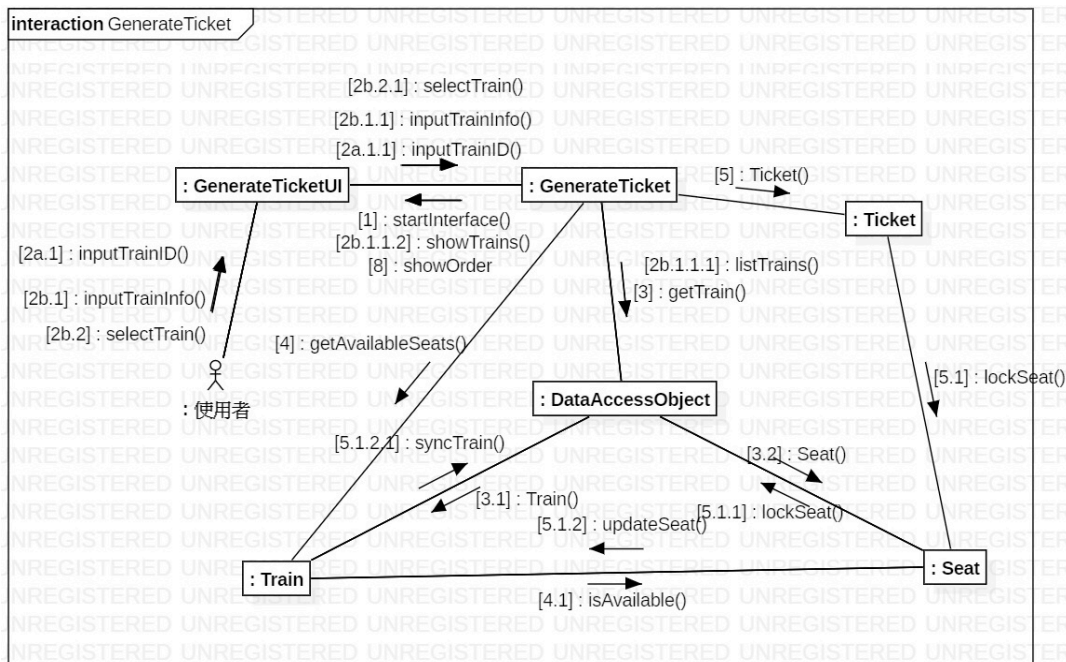 interaction GenerateTicket
[2b.2.1] : selectTrain()
[2b.1.1] : inputTrainInfo()
[2a.1.1] : inputTrainID()
: GenerateTicketUI
: GenerateTicket
[5] : Ticket()
: Ticket
[1] : startInterface()
[2b.1.1.2] : showTrains()
[8] : showOrder
[2a.1] : inputTrainID()
[2b.1] : inputTrainInfo()
[2b.2] : selectTrain()
[2b.1.1.1] : listTrains()
[3] : getTrain()
[4] : getAvailableSeats()
: 使用者
: DataAccessObject
[5.1] : lockSeat()
[5.1.2.1] : syncTrain()
[3.2] : Seat()
[3.1] : Train()
[5.1.1] : lockSeat()
[5.1.2] : updateSeat()
: Train
: Seat
[4.1] : isAvailable()
UNREGISTERED